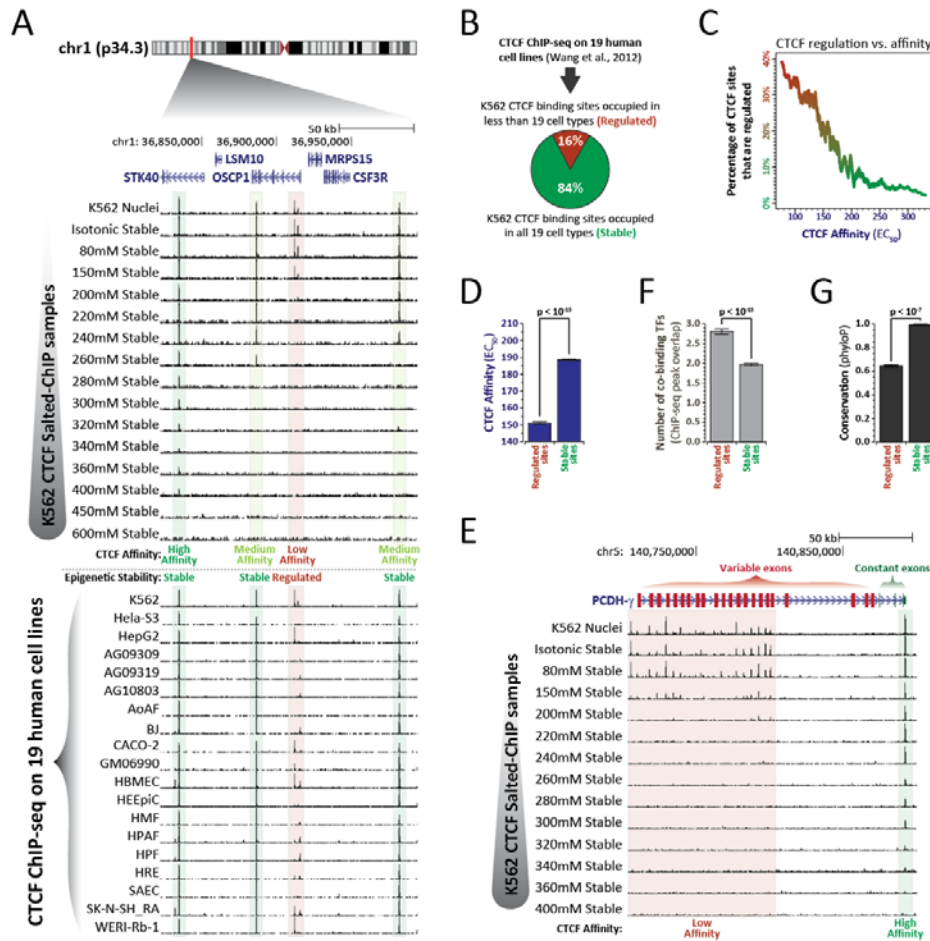 A
chr1 (p34.3)
50 kb
chr1: 36,850,000 36,900,000 36,950,000
LSM10 MRPS15
STK40 OSCP1 CSF3R
K562 CTCF Salted-ChIP samples
K562 Nuclei
Isotonic Stable
80mM Stable
150mM Stable
200mM Stable
220mM Stable
240mM Stable
260mM Stable
280mM Stable
300mM Stable
320mM Stable
340mM Stable
360mM Stable
400mM Stable
450mM Stable
600mM Stable
CTCF Affinity: High Affinity Medium Affinity Low Affinity Medium Affinity
Epigenetic Stability: Stable Stable Regulated Stable
CTCF ChIP-seq on 19 human cell lines
K562
Hela-S3
HepG2
AG09309
AG09319
AG10803
AoAF
BJ
CACO-2
GM06990
HBMEC
HEEpiC
HMF
HPAF
HPF
HRE
SAEC
SK-N-SH_RA
WERI-Rb-1
B
CTCF ChIP-seq on 19 human
cell lines (Wang et al., 2012)
K562 CTCF binding sites occupied in
less than 19 cell types (Regulated)
16%
84%
K562 CTCF binding sites occupied
in all 19 cell types (Stable)
C
CTCF regulation vs. affinity
Percentage of CTCF sites
that are regulated
40%
30%
20%
10%
0%
100 150 200 250 300
CTCF Affinity (EC50)
D
p < 10-13
CTCF Affinity (EC50)
210
200
190
180
170
160
150
140
Regulated sites
Stable sites
F
p < 10-13
Number of co-binding TFs
(ChIP-seq peak overlap)
3.0
2.5
2.0
1.5
1.0
0.5
0.0
Regulated sites
Stable sites
G
p < 10-7
Conservation (phyloP)
1.0
0.8
0.6
0.4
0.2
0.0
Regulated sites
Stable sites
E
50 kb
chr5: 140,750,000 140,850,000
Variable exons Constant exons
PCDH-γ
K562 CTCF Salted-ChIP samples
K562 Nuclei
Isotonic Stable
80mM Stable
150mM Stable
200mM Stable
220mM Stable
240mM Stable
260mM Stable
280mM Stable
300mM Stable
320mM Stable
340mM Stable
360mM Stable
400mM Stable
CTCF Affinity: Low Affinity High Affinity